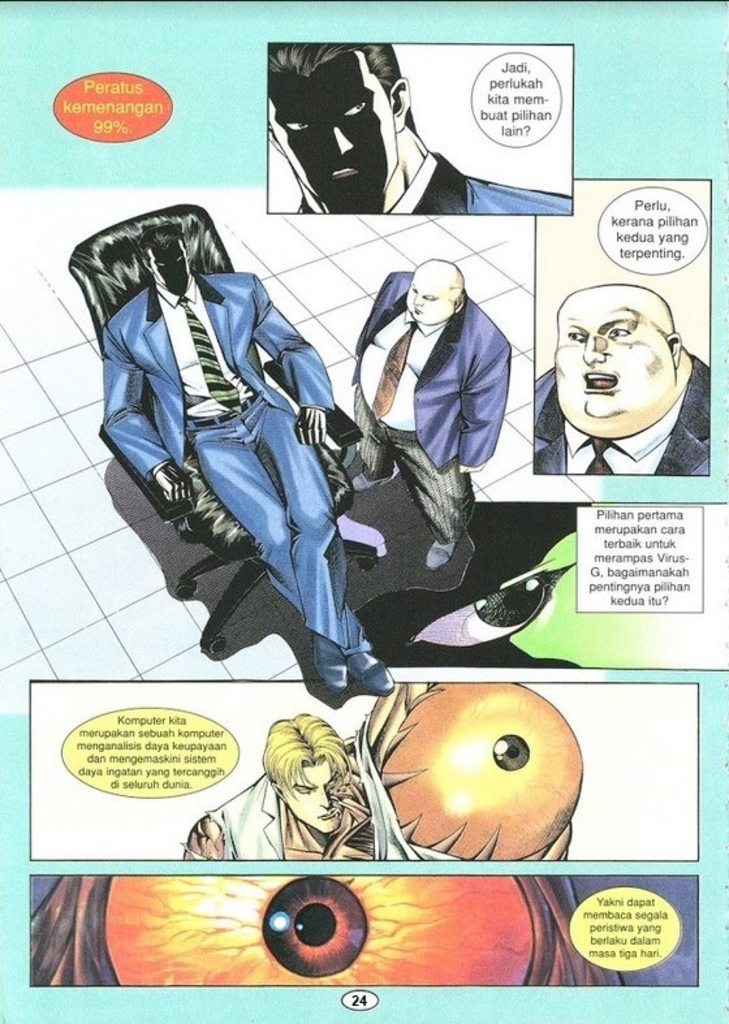 Peratus
kemenangan
99%.
Jadi,
perlukah
kita mem-
buat pilihan
lain?
Perlu,
kerana pilihan
kedua yang
terpenting.
Pilihan pertama
merupakan cara
terbaik untuk
merampas Virus-
G, bagaimanakah
pentingnya pilihan
kedua itu?
Komputer kita
merupakan sebuah komputer
menganalisis daya keupayaan
dan mengemaskini sistem
daya ingatan yang tercanggih
di seluruh dunia.
Yakni dapat
membaca segala
peristiwa yang
berlaku dalam
masa tiga hari.
24